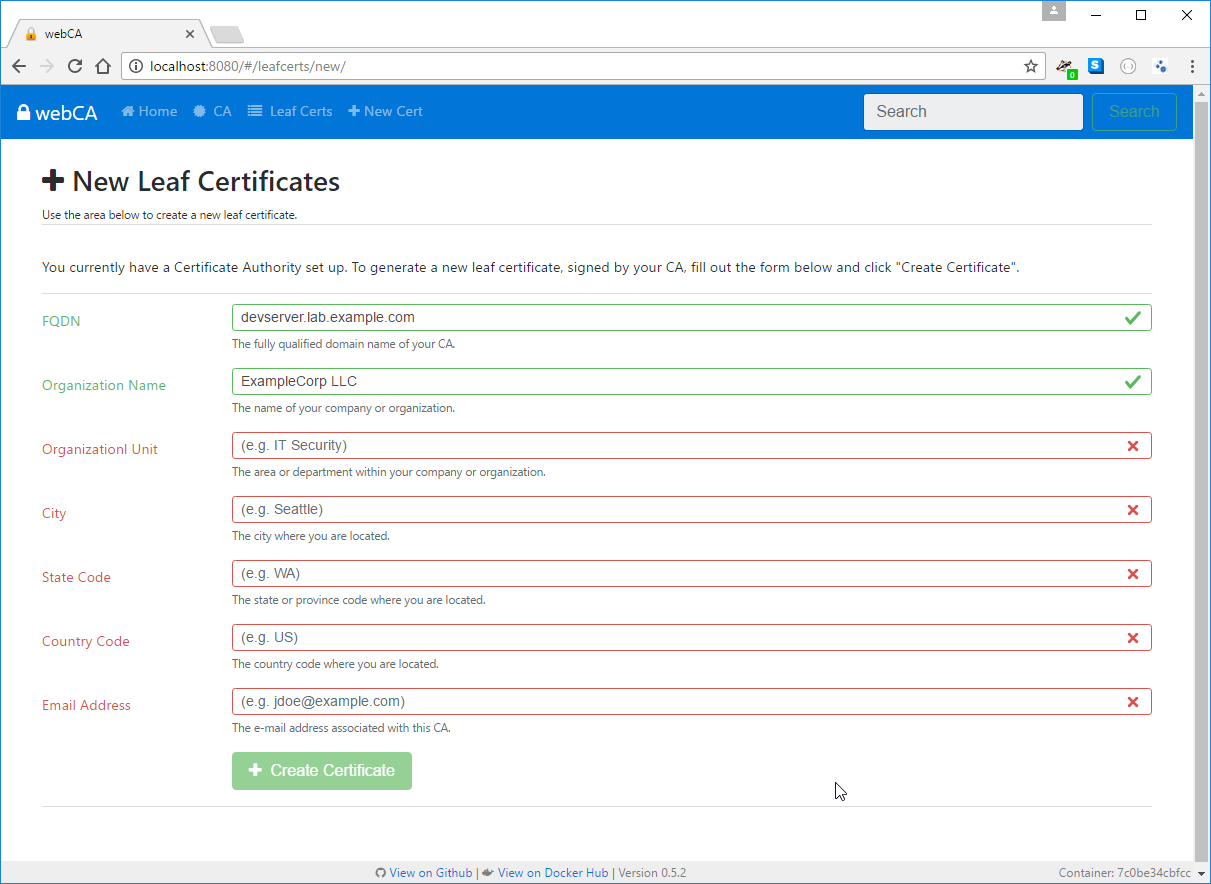 webCA
localhost:8080/#/leafcerts/new/
0
S
webCA Home CA Leaf Certs New Cert Search Search
New Leaf Certificates
Use the area below to create a new leaf certificate.
You currently have a Certificate Authority set up. To generate a new leaf certificate, signed by your CA, fill out the form below and click "Create Certificate".
FQDN devserver.lab.example.com
The fully qualified domain name of your CA.
Organization Name ExampleCorp LLC
The name of your company or organization.
Organizationl Unit (e.g. IT Security)
The area or department within your company or organization.
City (e.g. Seattle)
The city where you are located.
State Code (e.g. WA)
The state or province code where you are located.
Country Code (e.g. US)
The country code where you are located.
Email Address (e.g. jdoe@example.com)
The e-mail address associated with this CA.
Create Certificate
View on Github | View on Docker Hub | Version 0.5.2 Container: 7c0be34cbfcc